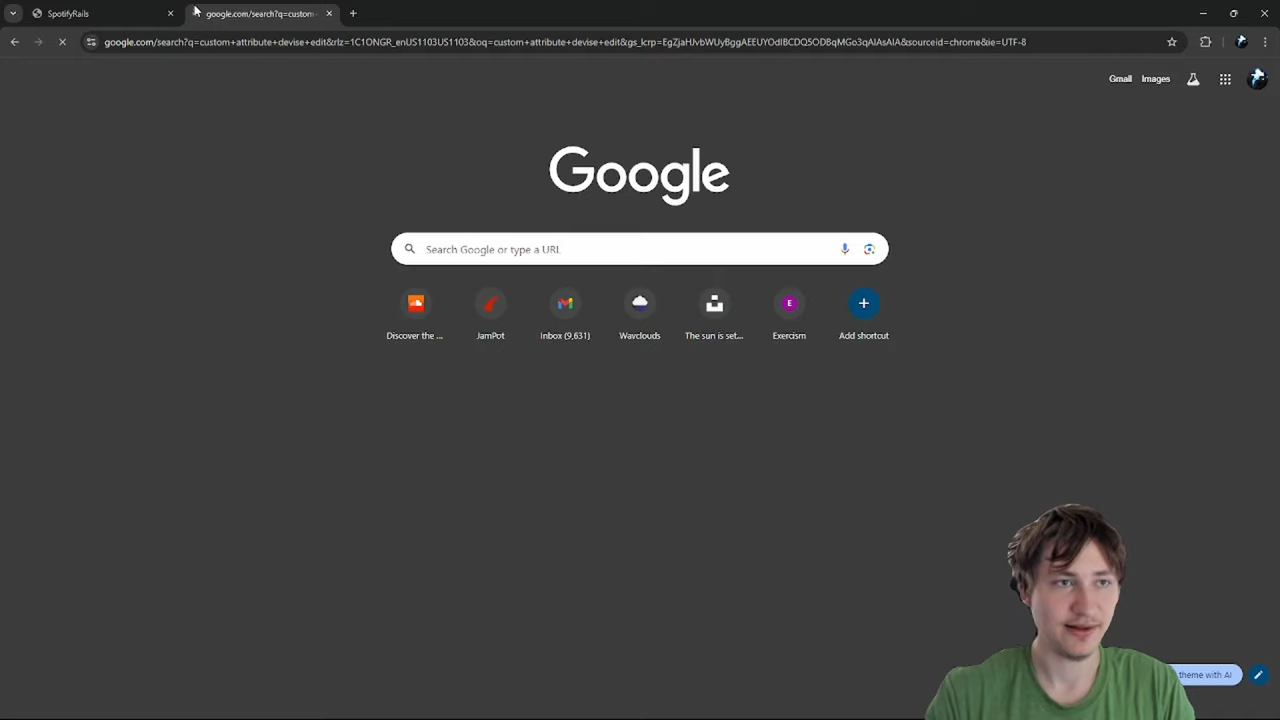 SpotifyRails
google.com/search?q=custom
google.com/search?q=custom+attribute+devise+edit&rlz=1C1ONGR_enUS1103US1103&oq=custom+attribute+devise+edit&gs_lcrp=EgZjaHJvbWUyBggAEEUYOdIBCDQ5ODBqMGo3qAIAsAIA&sourceid=chrome&ie=UTF-8
Gmail Images
Google
Search Google or type a URL
Discover the ... JamPot Inbox (9,631) Wavclouds The sun is set... E Exercism Add shortcut
theme with AI